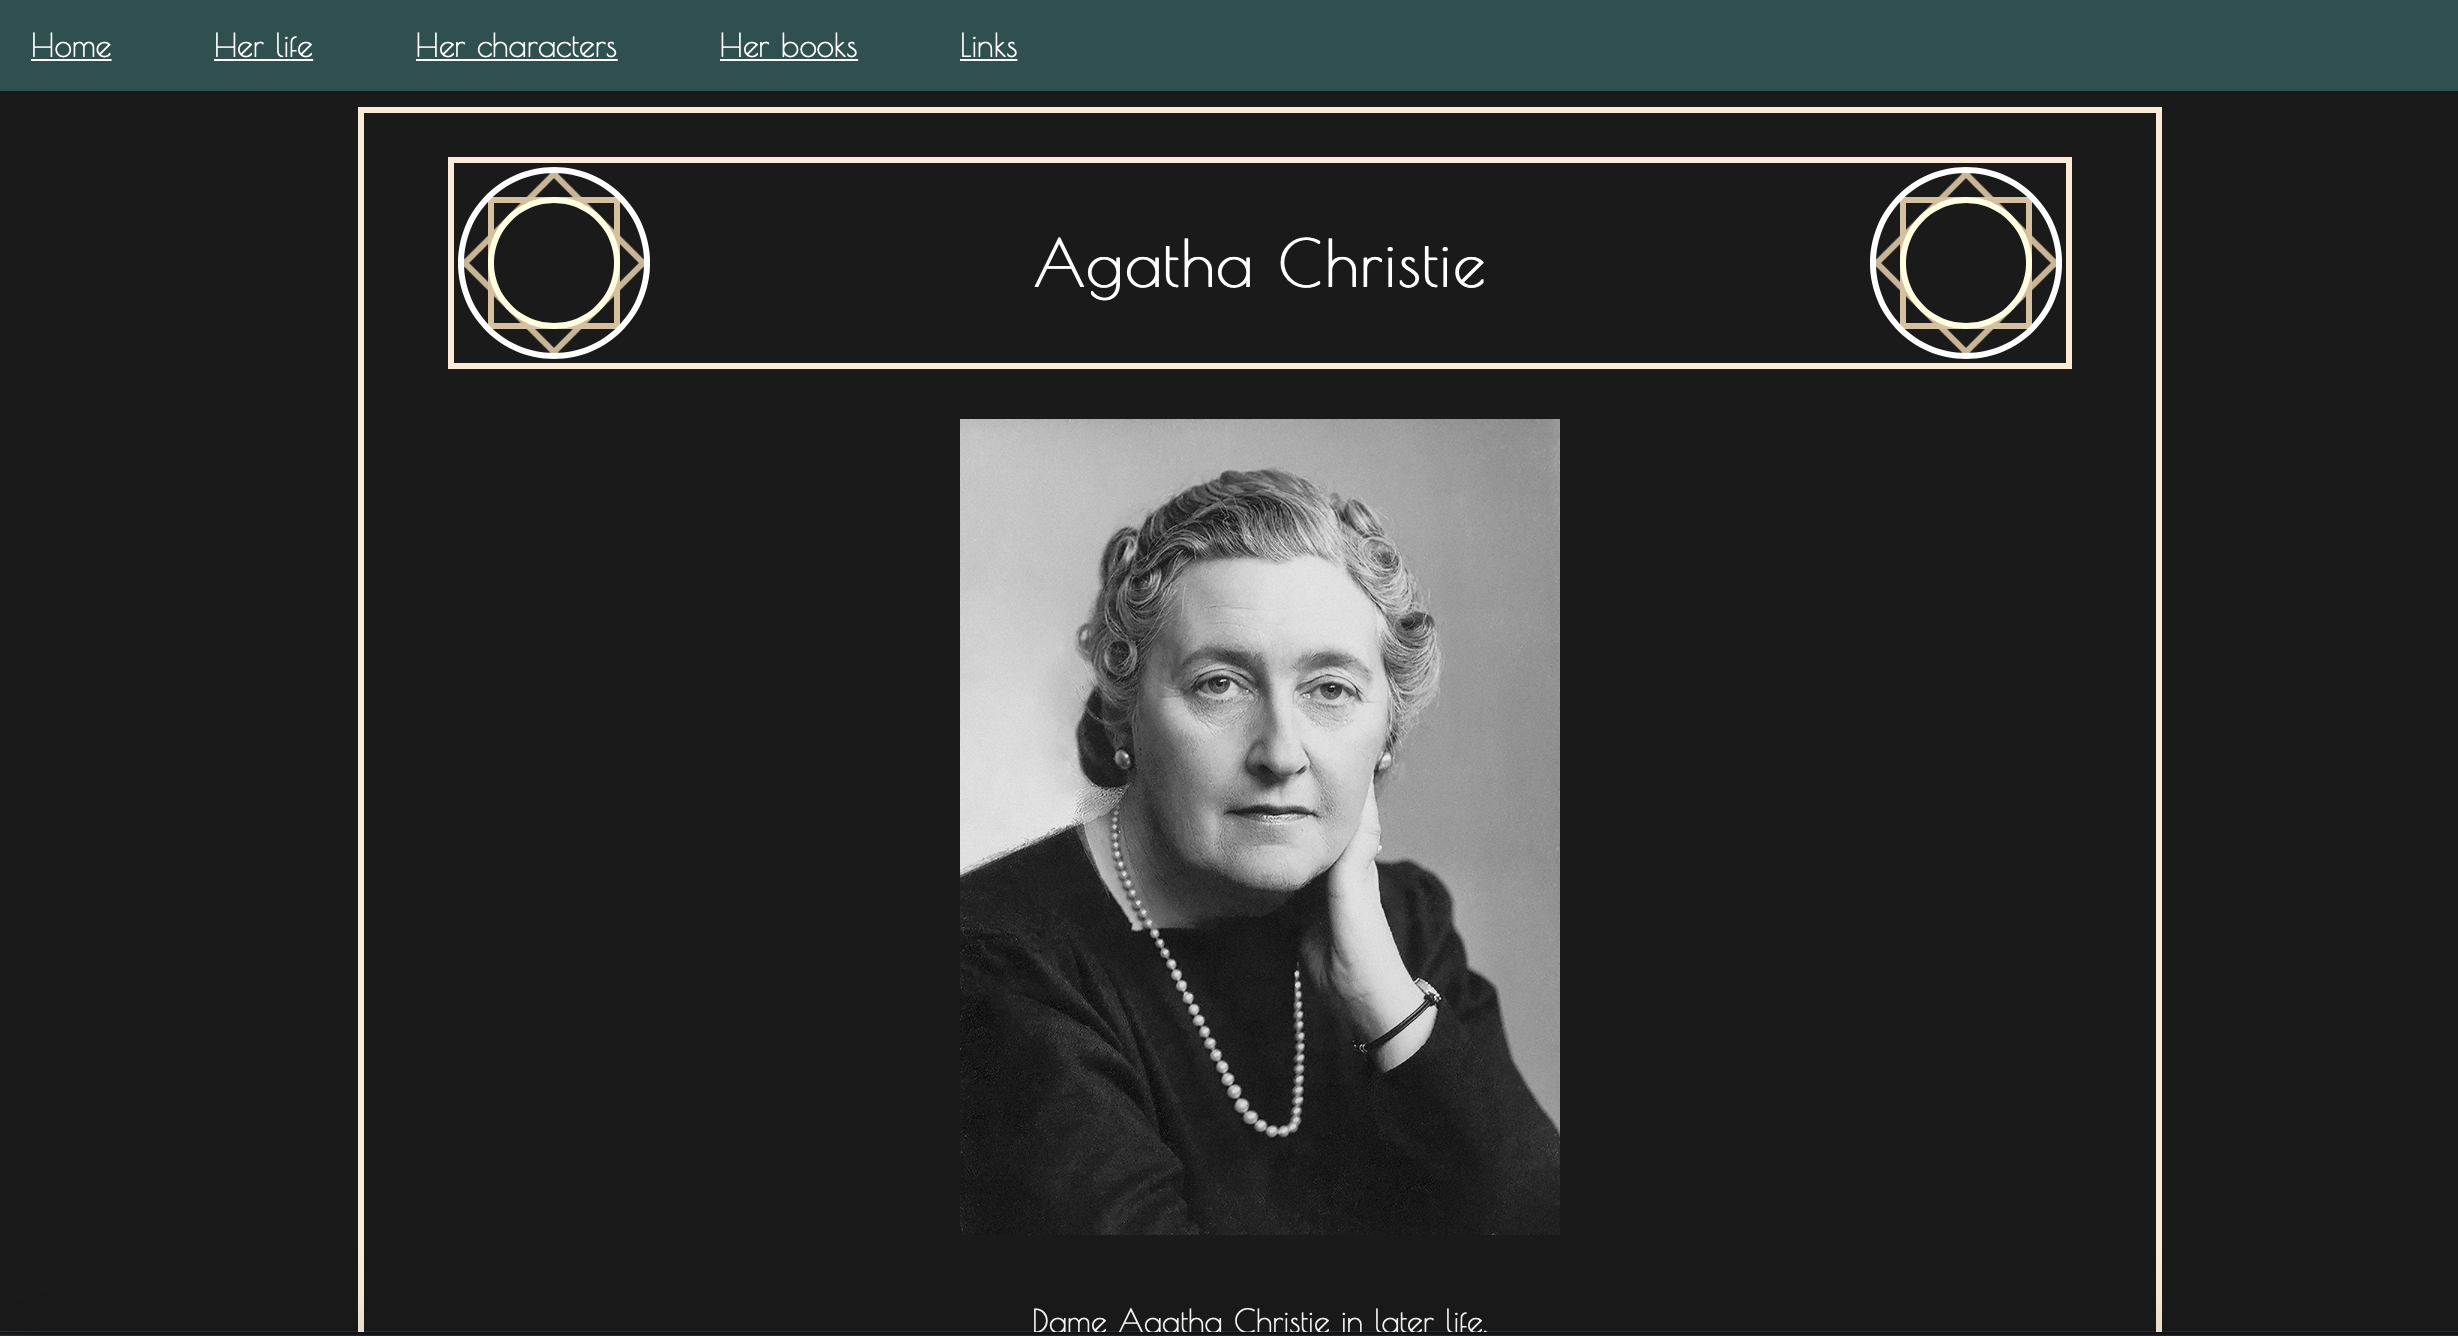 Home Her life Her characters Her books Links
Agatha Christie
Dame Agatha Christie in later life.